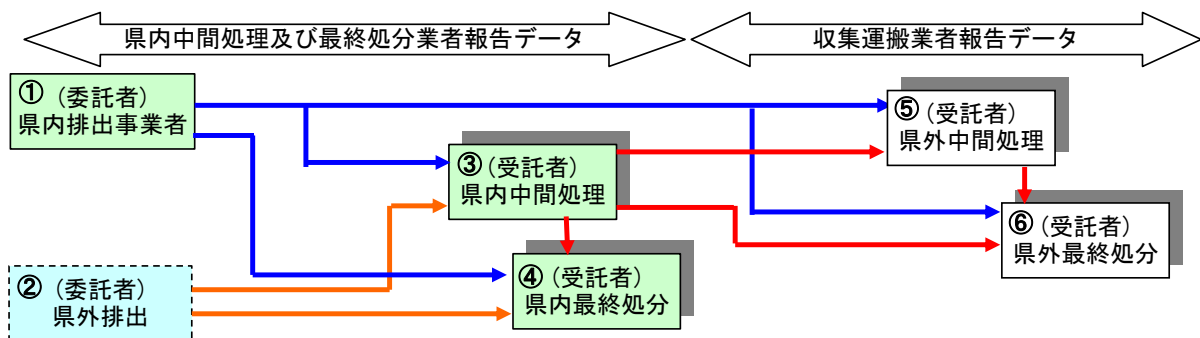 県内中間処理及び最終処分業者報告データ
収集運搬業者報告データ
① (委託者)
県内排出事業者
⑤ (受託者)
県外中間処理
③ (受託者)
県内中間処理
⑥ (受託者)
県外最終処分
② (委託者)
県外排出
④ (受託者)
県内最終処分